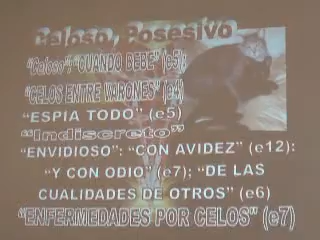 Celoso, Posesivo
"Celoso": "CUANDO BEBE" (e5);
"CELOS ENTRE VARONES" (e4)
"ESPIA TODO" (e5)
"Indiscreto"
"ENVIDIOSO": "CON AVIDEZ" (e12);
"Y CON ODIO" (e7); "DE LAS
CUALIDADES DE OTROS" (e6)
"ENFERMEDADES POR CELOS" (e7)